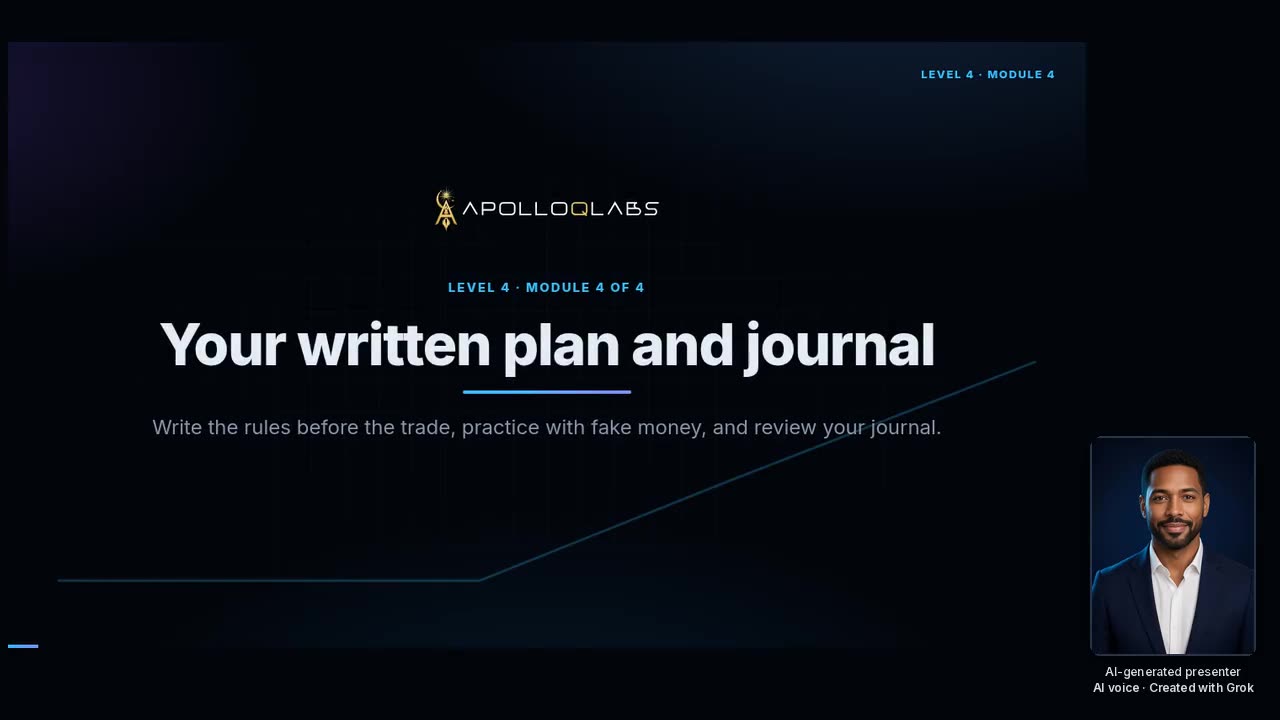 LEVEL 4 · MODULE 4
APOLLOQLABS
LEVEL 4 · MODULE 4 OF 4
Your written plan and journal
Write the rules before the trade, practice with fake money, and review your journal.
AI-generated presenter
AI voice · Created with Grok